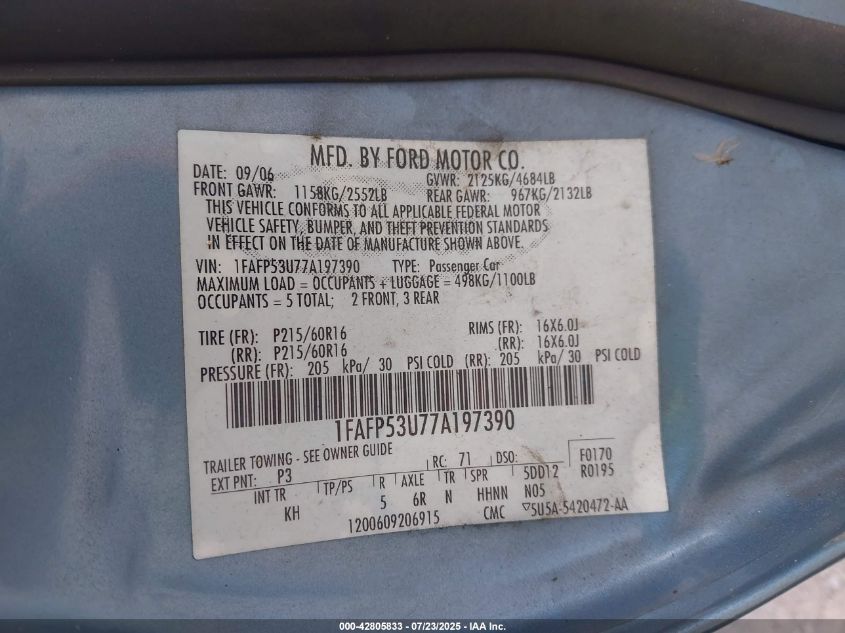 MFD. BY FORD MOTOR CO.
DATE: 09/06 GVWR: 2125KG/4684LB
FRONT GAWR: 1158KG/2552LB REAR GAWR: 967KG/2132LB
THIS VEHICLE CONFORMS TO ALL APPLICABLE FEDERAL MOTOR
VEHICLE SAFETY, BUMPER, AND THEFT PREVENTION STANDARDS
IN EFFECT ON THE DATE OF MANUFACTURE SHOWN ABOVE.
VIN: 1FAFP53U77A197390 TYPE: Passenger Car
MAXIMUM LOAD = OCCUPANTS + LUGGAGE = 498KG/1100LB
OCCUPANTS = 5 TOTAL; 2 FRONT, 3 REAR
TIRE (FR): P215/60R16 RIMS (FR): 16X6.0J
(RR): P215/60R16 (RR): 16X6.0J
PRESSURE (FR): 205 kPa/ 30 PSI COLD (RR): 205 kPa/ 30 PSI COLD
1FAFP53U77A197390
TRAILER TOWING - SEE OWNER GUIDE
EXT PNT: P3 RC: 71 DSO: F0170
INT TR TP/PS R AXLE TR SPR 5DD12 R0195
KH 5 6R N HHNN N05
1200609206915 CMC 5U5A-5420472-AA
000-42805833 - 07/23/2025 - IAA Inc.